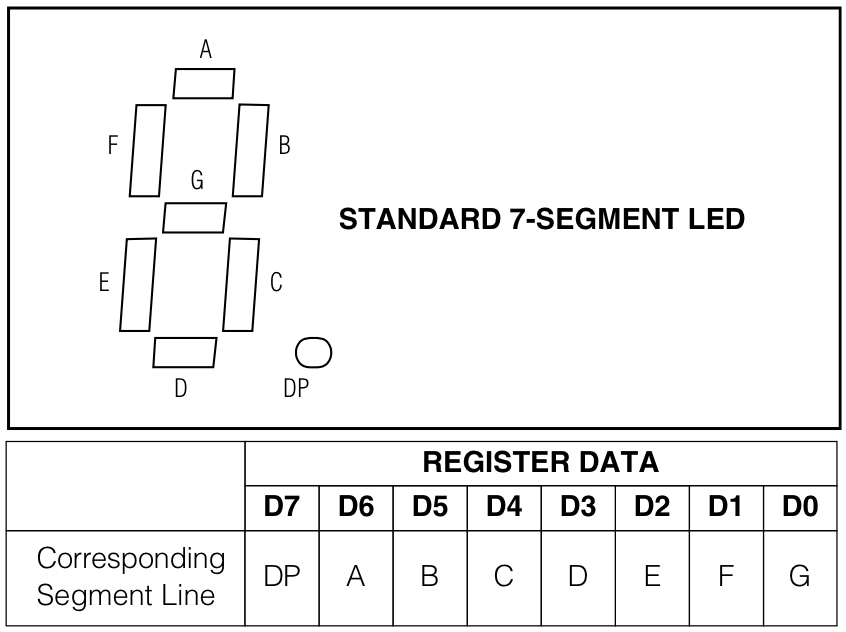 A
F
B
G
STANDARD 7-SEGMENT LED
E
C
D
DP
REGISTER DATA
D7 D6 D5 D4 D3 D2 D1 D0
Corresponding
Segment Line
DP A B C D E F G